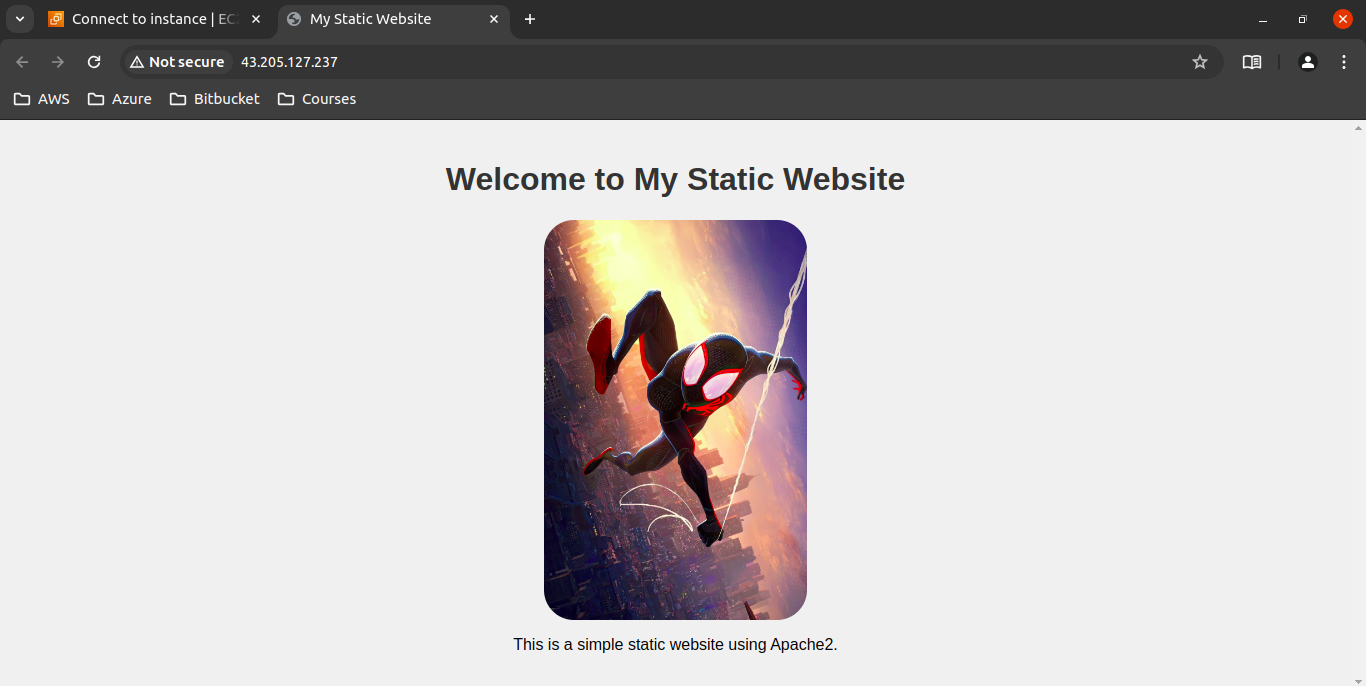 Connect to instance | EC
My Static Website
Not secure
43.205.127.237
AWS
Azure
Bitbucket
Courses
Welcome to My Static Website
This is a simple static website using Apache2.